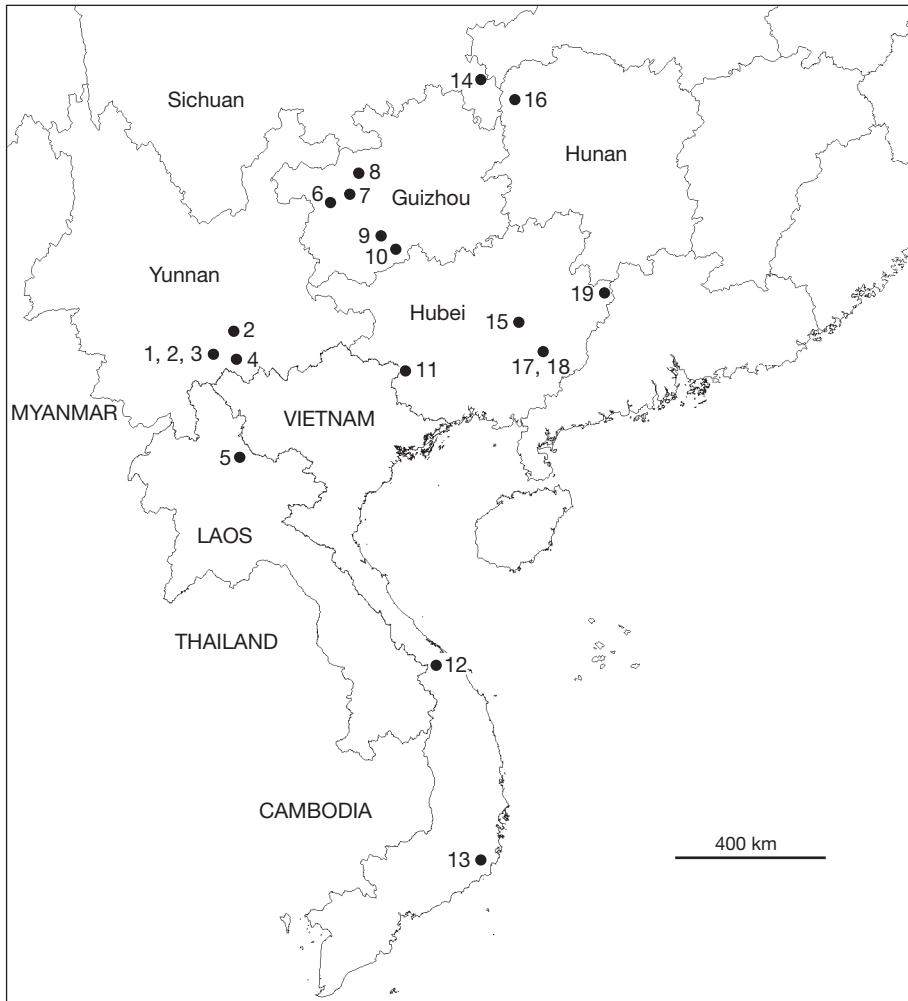 14
Sichuan
16
Hunan
8
6
7
Guizhou
9
10
Yunnan
19
Hubei
2
15
1, 2, 3
4
17, 18
11
MYANMAR
VIETNAM
5
LAOS
THAILAND
12
CAMBODIA
400 km
13